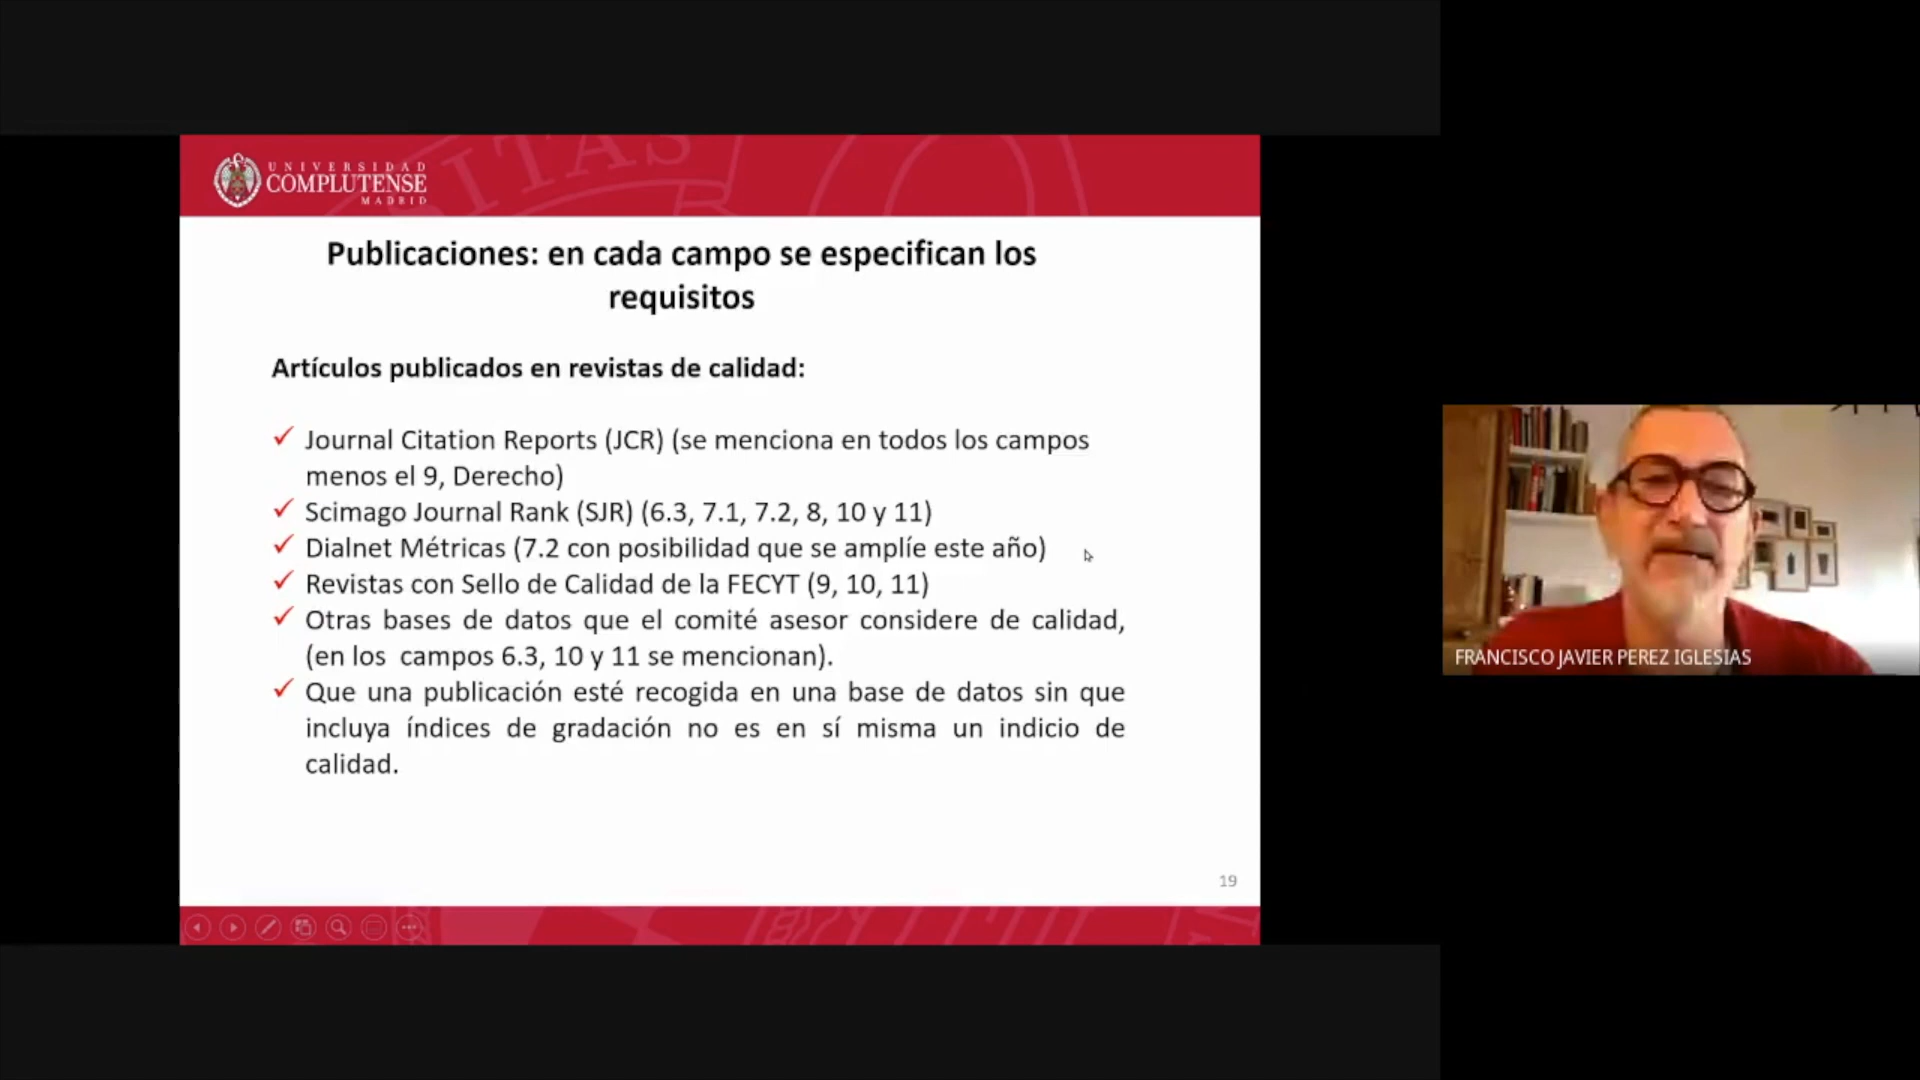 UNIVERSIDAD
COMPLUTENSE
MADRID
Publicaciones: en cada campo se especifican los
requisitos
Artículos publicados en revistas de calidad:
✓ Journal Citation Reports (JCR) (se menciona en todos los campos
menos el 9, Derecho)
✓ Scimago Journal Rank (SJR) (6.3, 7.1, 7.2, 8, 10 y 11)
✓ Dialnet Métricas (7.2 con posibilidad que se amplíe este año)
✓ Revistas con Sello de Calidad de la FECYT (9, 10, 11)
✓ Otras bases de datos que el comité asesor considere de calidad,
(en los campos 6.3, 10 y 11 se mencionan).
✓ Que una publicación esté recogida en una base de datos sin que
incluya índices de gradación no es en sí misma un indicio de
calidad.
19
FRANCISCO JAVIER PEREZ IGLESIAS